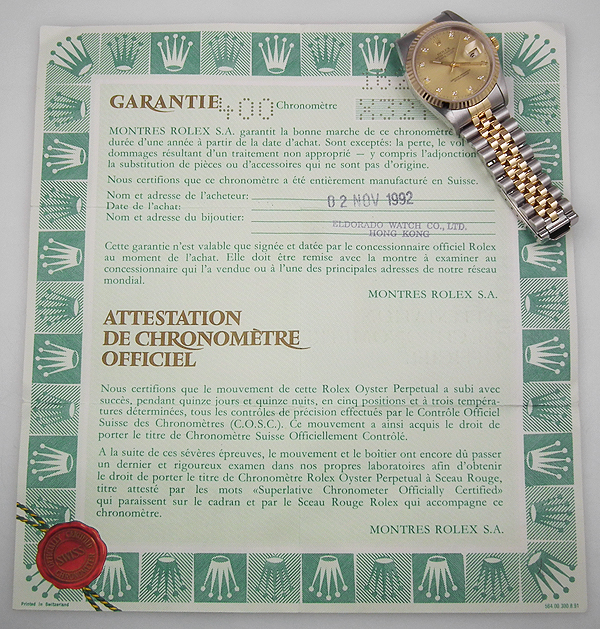 GARANTIE 400 Chronomètre
MONTRES ROLEX S.A. garantit la bonne marche de ce chronomètre
durée d'une année à partir de la date d'achat. Sont exceptés: la perte, le vol
dommages résultant d'un traitement non approprié – y compris l'adjonction
la substitution de pièces ou d'accessoires qui ne sont pas d'origine.
Nous certifions que ce chronomètre a été entièrement manufacturé en Suisse.
Nom et adresse de l'acheteur:
Date de l'achat: 02 NOV 1992
Nom et adresse du bijoutier: ELDORADO WATCH CO., LTD.
HONG KONG
Cette garantie n'est valable que signée et datée par le concessionnaire officiel Rolex
au moment de l'achat. Elle doit être remise avec la montre à examiner au
concessionnaire qui l'a vendue ou à l'une des principales adresses de notre réseau
mondial.
MONTRES ROLEX S.A.
ATTESTATION
DE CHRONOMÈTRE
OFFICIEL
Nous certifions que le mouvement de cette Rolex Oyster Perpetual a subi avec
succès, pendant quinze jours et quinze nuits, en cinq positions et à trois tempéra-
tures déterminées, tous les contrôles de précision effectués par le Contrôle Officiel
Suisse des Chronomètres (C.O.S.C.). Ce mouvement a ainsi acquis le droit de
porter le titre de Chronomètre Suisse Officiellement Contrôlé.
A la suite de ces sévères épreuves, le mouvement et le boîtier ont encore dû passer
un dernier et rigoureux examen dans nos propres laboratoires afin d'obtenir
le droit de porter le titre de Chronomètre Rolex Oyster Perpetual à Sceau Rouge,
titre attesté par les mots «Superlative Chronometer Officially Certified»
qui paraissent sur le cadran et par le Sceau Rouge Rolex qui accompagne ce
chronomètre.
MONTRES ROLEX S.A.
Printed in Switzerland
564.00 300.8.91